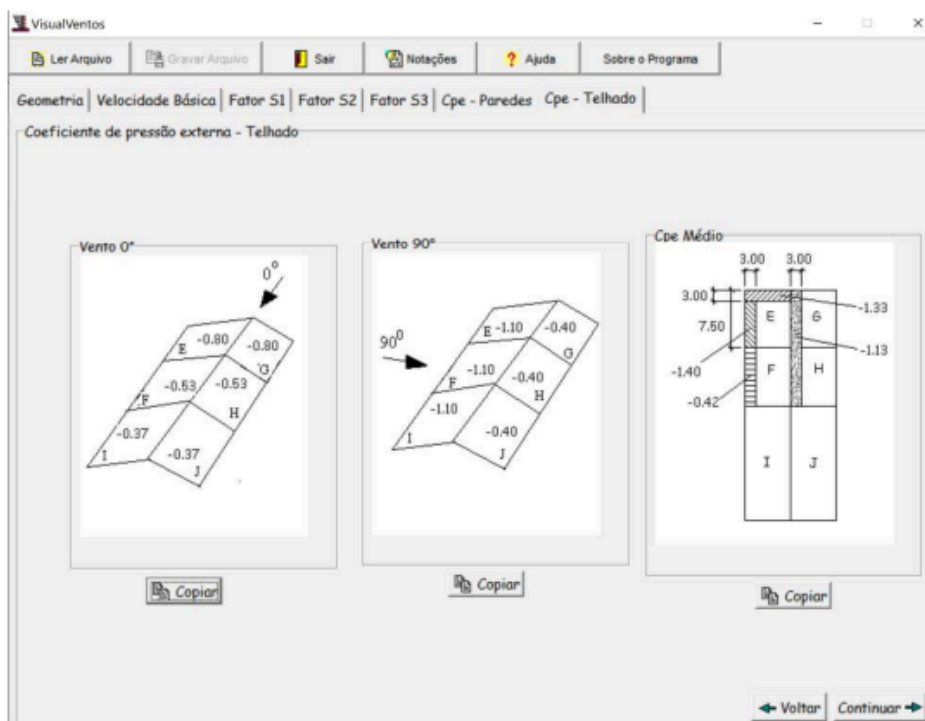 VisualVentos
Ler Arquivo Gravar Arquivo Sair Notações ? Ajuda Sobre o Programa
Geometria Velocidade Básica Fator S1 Fator S2 Fator S3 Cpe - Paredes Cpe - Telhado
Coeficiente de pressão externa - Telhado
Vento 0°
0°
E -0.80 -0.80 G
F -0.53 -0.53 H
I -0.37 -0.37 J
Copiar
Vento 90°
90°
E -1.10 -0.40 G
F -1.10 -0.40 H
I -1.10 -0.40 J
Copiar
Cpe Médio
3.00 3.00
3.00
7.50
E G
F H
I J
-1.33
-1.13
-1.40
-0.42
Copiar
Voltar Continuar